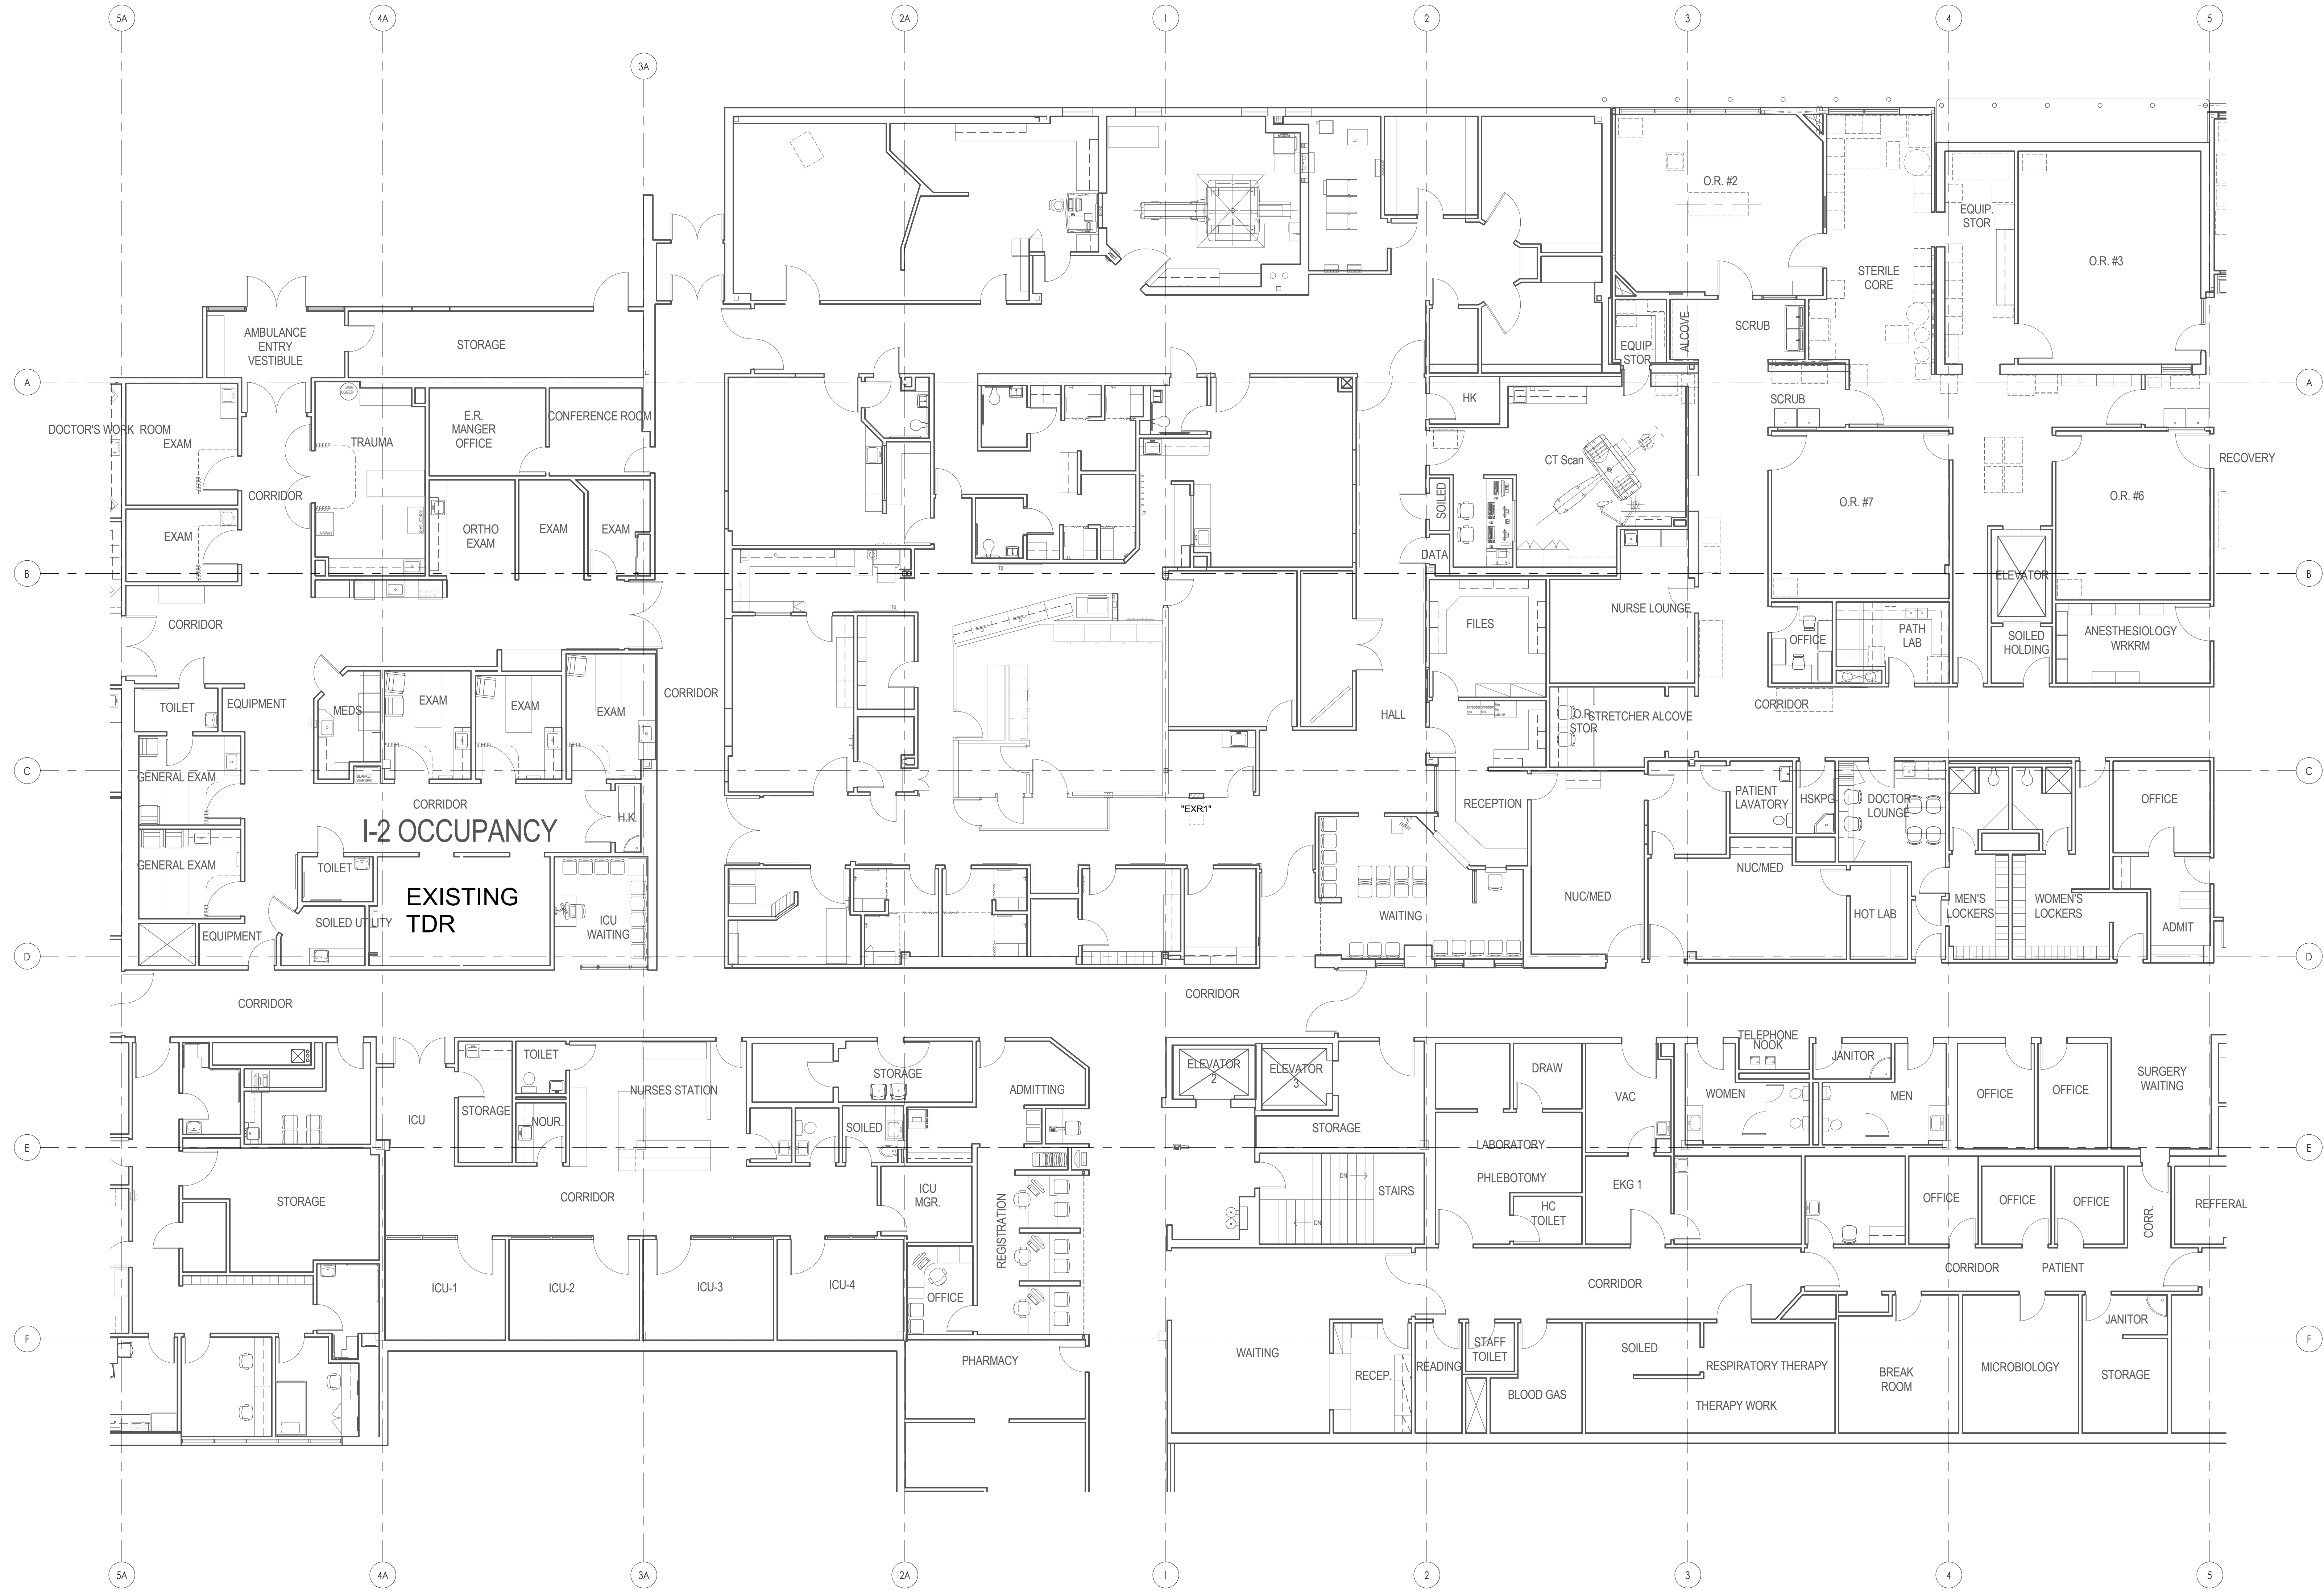 5A
4A
3A
2A
1
2
3
4
5
O.R. #2
EQUIP.
STOR
STERILE
CORE
O.R. #3
AMBULANCE
ENTRY
VESTIBULE
STORAGE
EQUIP.
STOR
ALCOVE
SCRUB
A
A
DOCTOR'S WORK ROOM
EXAM
TRAUMA
E.R.
MANGER
OFFICE
CONFERENCE ROOM
HK
SCRUB
CT Scan
RECOVERY
CORRIDOR
EXAM
ORTHO
EXAM
EXAM
EXAM
SOILED
O.R. #7
O.R. #6
DATA
ELEVATOR
B
B
CORRIDOR
FILES
NURSE LOUNGE
OFFICE
PATH
LAB
SOILED
HOLDING
ANESTHESIOLOGY
WRKRM
TOILET
EQUIPMENT
MEDS
EXAM
EXAM
EXAM
CORRIDOR
HALL
O.R.
STOR
STRETCHER ALCOVE
CORRIDOR
BLANKET
WARMER
C
C
GENERAL EXAM
CORRIDOR
I-2 OCCUPANCY
H.K.
"EXR1"
RECEPTION
PATIENT
LAVATORY
HSKPG
DOCTOR
LOUNGE
OFFICE
GENERAL EXAM
TOILET
EXISTING
TDR
SOILED UTILITY
EQUIPMENT
ICU
WAITING
WAITING
NUC/MED
NUC/MED
HOT LAB
MEN'S
LOCKERS
WOMEN'S
LOCKERS
ADMIT
D
D
CORRIDOR
CORRIDOR
TOILET
NURSES STATION
STORAGE
ADMITTING
ELEVATOR
2
ELEVATOR
3
DRAW
VAC
TELEPHONE
NOOK
JANITOR
WOMEN
MEN
OFFICE
OFFICE
SURGERY
WAITING
ICU
STORAGE
NOUR.
SOILED
STORAGE
LABORATORY
E
E
STORAGE
CORRIDOR
ICU
MGR.
REGISTRATION
DN
DN
STAIRS
PHLEBOTOMY
HC
TOILET
EKG 1
OFFICE
OFFICE
OFFICE
CORR.
REFFERAL
ICU-1
ICU-2
ICU-3
ICU-4
OFFICE
CORRIDOR
CORRIDOR
PATIENT
JANITOR
F
F
PHARMACY
WAITING
RECEP.
READING
STAFF
TOILET
BLOOD GAS
SOILED
RESPIRATORY THERAPY
THERAPY WORK
BREAK
ROOM
MICROBIOLOGY
STORAGE
5A
4A
3A
2A
1
2
3
4
5